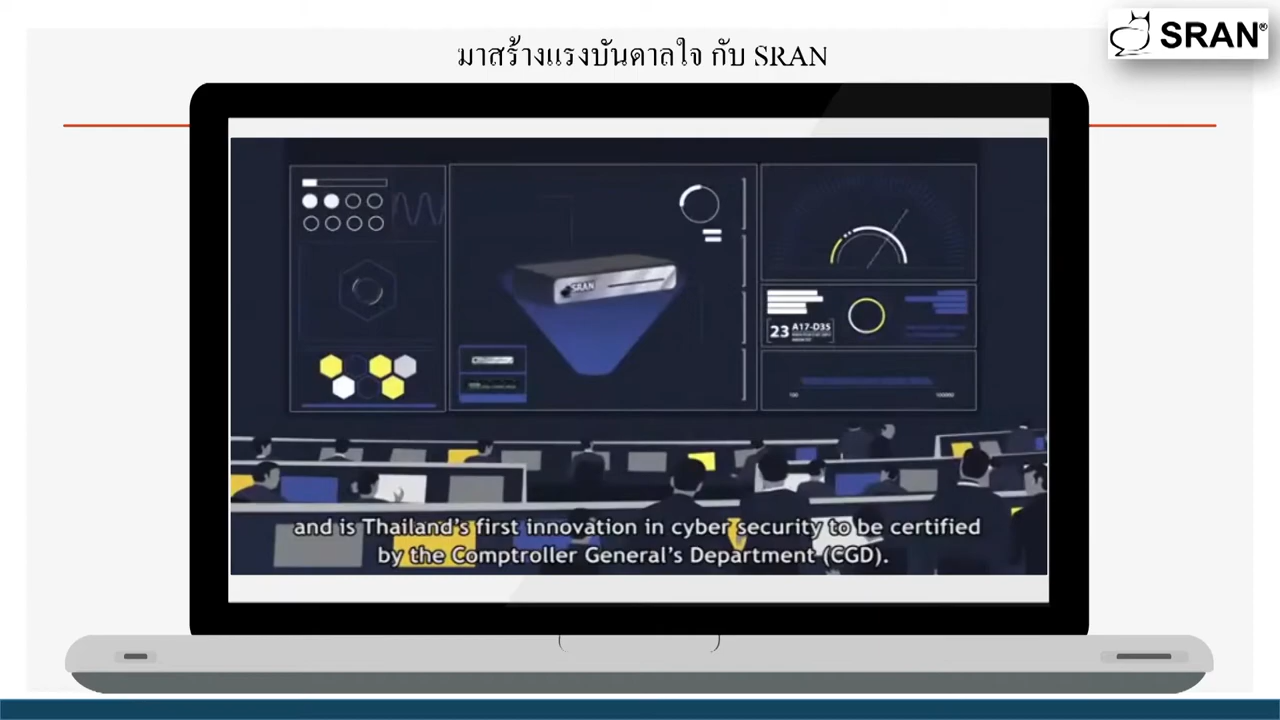 มาสร้างแรงบันดาลใจ กับ SRAN
SRAN®
SRAN
23 A17-D35
100
and is Thailand's first innovation in cyber security to be certified
by the Comptroller General's Department (CGD).